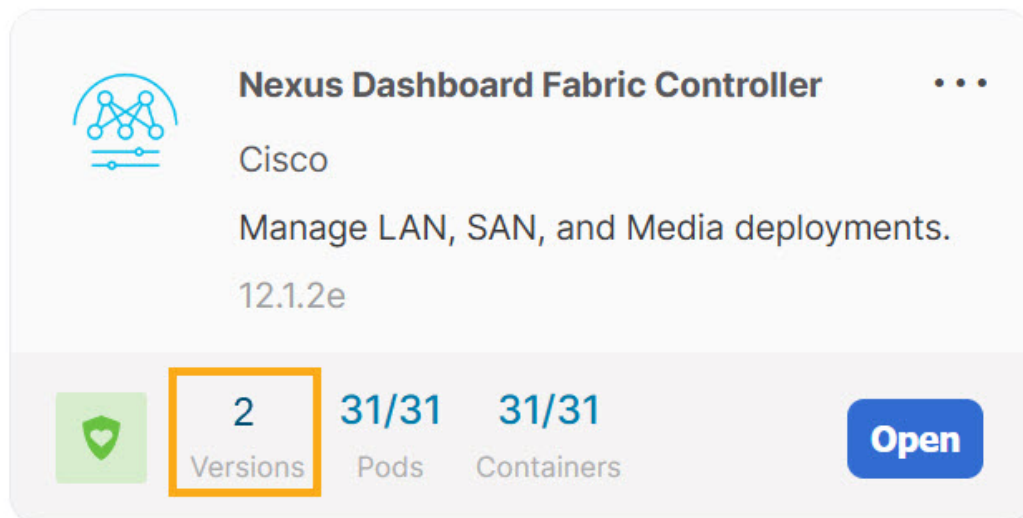 Nexus Dashboard Fabric Controller
Cisco
Manage LAN, SAN, and Media deployments.
12.1.2e
2 31/31 31/31
Versions Pods Containers
Open